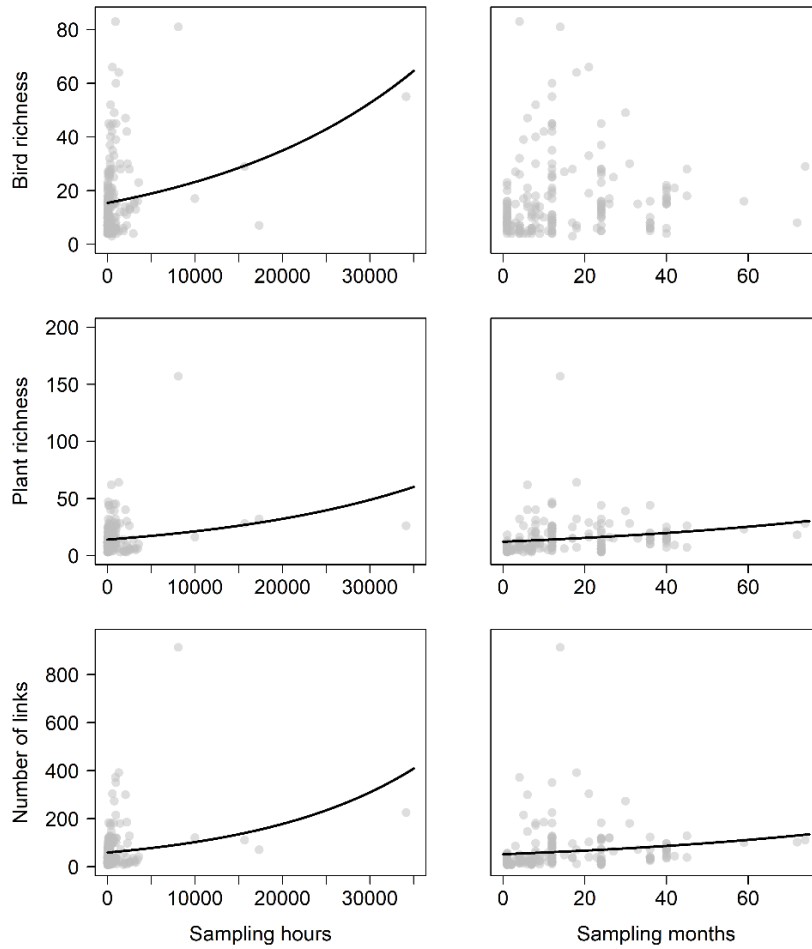 Bird richness
80
60
40
20
0
0 10000 20000 30000
0 20 40 60
Plant richness
200
150
100
50
0
0 10000 20000 30000
0 20 40 60
Number of links
800
600
400
200
0
0 10000 20000 30000
0 20 40 60
Sampling hours
Sampling months